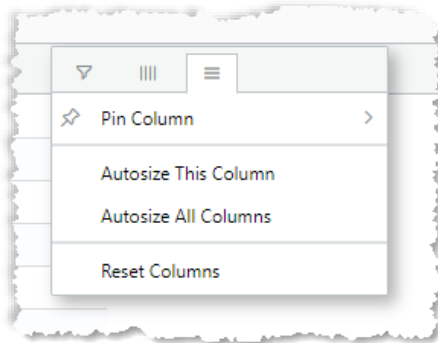 Pin Column
Autosize This Column
Autosize All Columns
Reset Columns